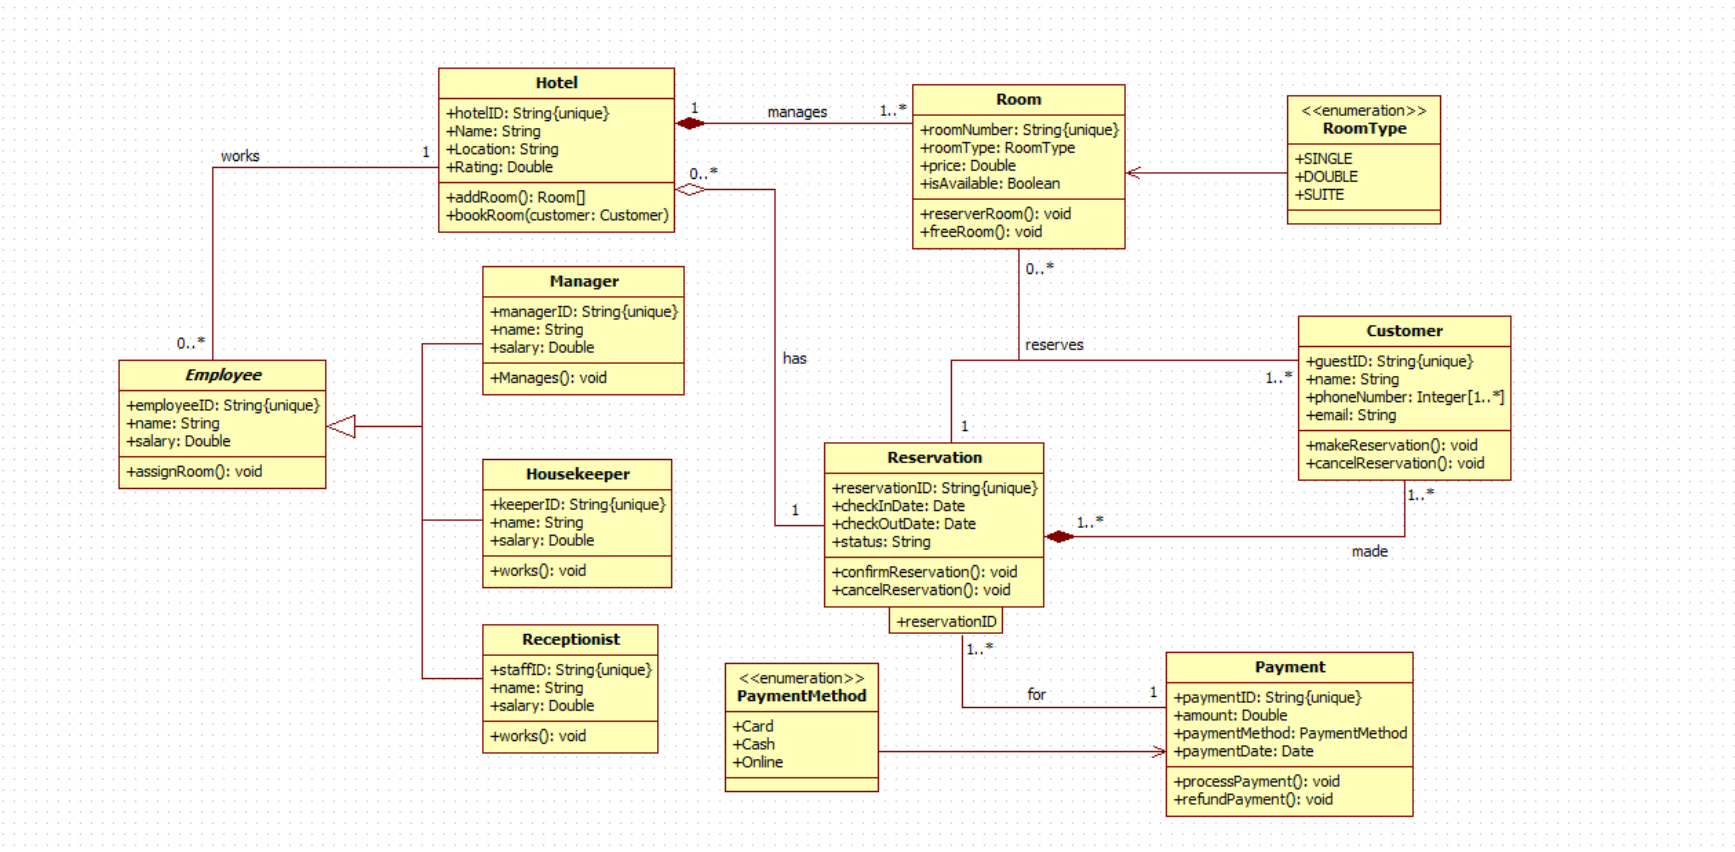 Hotel
+hotelID: String{unique}
+Name: String
+Location: String
+Rating: Double
+addRoom(): Room[]
+bookRoom(customer: Customer)
1
manages
1..*
Room
+roomNumber: String{unique}
+roomType: RoomType
+price: Double
+isAvailable: Boolean
+reserverRoom(): void
+freeRoom(): void
<<enumeration>>
RoomType
+SINGLE
+DOUBLE
+SUITE
works
1
0..*
0..*
has
1
Employee
+employeeID: String{unique}
+name: String
+salary: Double
+assignRoom(): void
Manager
+managerID: String{unique}
+name: String
+salary: Double
+Manages(): void
Housekeeper
+keeperID: String{unique}
+name: String
+salary: Double
+works(): void
Receptionist
+staffID: String{unique}
+name: String
+salary: Double
+works(): void
0..*
reserves
1..*
1
Customer
+guestID: String{unique}
+name: String
+phoneNumber: Integer[1..*]
+email: String
+makeReservation(): void
+cancelReservation(): void
1..*
Reservation
+reservationID: String{unique}
+checkInDate: Date
+checkOutDate: Date
+status: String
+confirmReservation(): void
+cancelReservation(): void
+reservationID
1..*
made
1..*
for
1
<<enumeration>>
PaymentMethod
+Card
+Cash
+Online
Payment
+paymentID: String{unique}
+amount: Double
+paymentMethod: PaymentMethod
+paymentDate: Date
+processPayment(): void
+refundPayment(): void